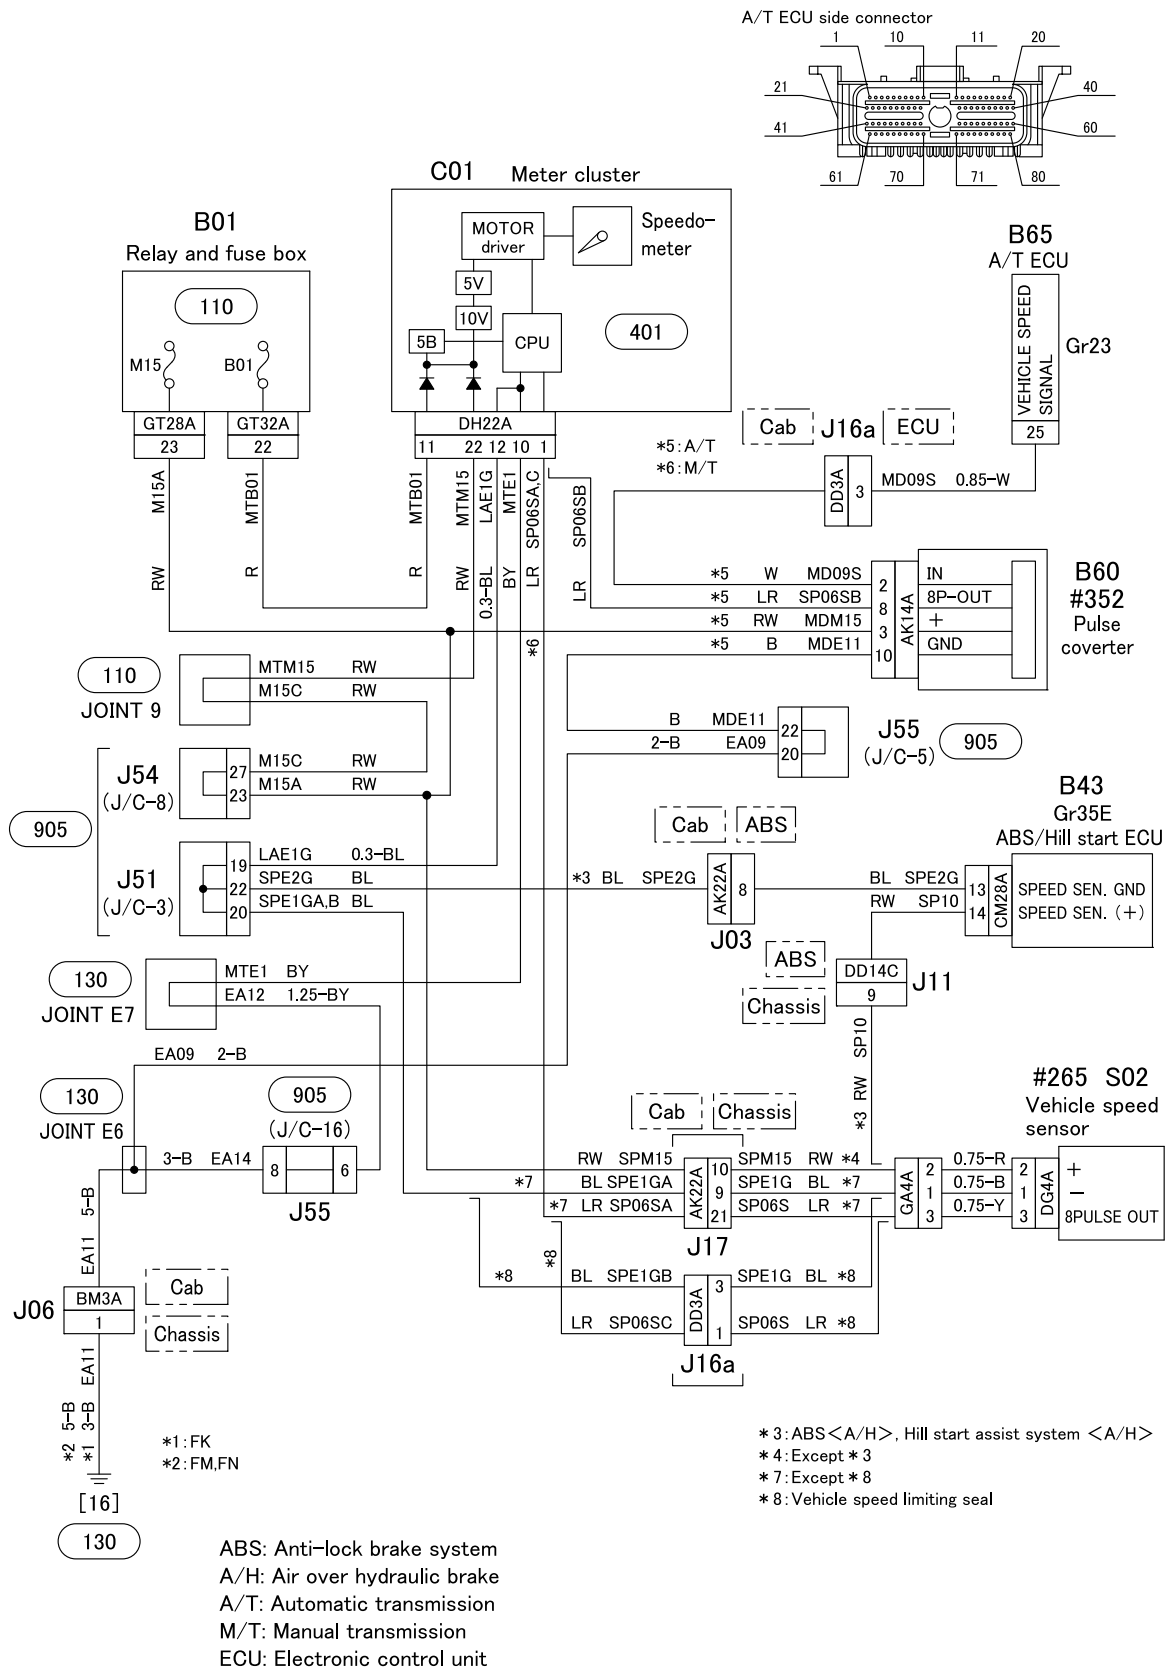 A/T ECU side connector
1 10 11 20
21 40
41 60
61 70 71 80
C01 Meter cluster
B01
Relay and fuse box
110
M15 B01
GT28A GT32A
23 22
MOTOR driver
Speedo-
meter
5V
10V
5B CPU
401
DH22A
11 22 12 10 1
*5:A/T
*6:M/T
B65
A/T ECU
VEHICLE SPEED
SIGNAL
Gr23
25
Cab J16a ECU
DD3A 3 MD09S 0.85-W
M15A RW
MTB01 R
MTB01 R
MTM15 RW
LAE1G 0.3-BL
MTE1 BY
SP06SA,C LR *6
SP06SB LR
*5 W MD09S 2 IN
*5 LR SP06SB 8 8P-OUT
*5 RW MDM15 3 +
*5 B MDE11 10 GND
AK14A
B60
#352
Pulse
coverter
110
JOINT 9
MTM15 RW
M15C RW
B MDE11 22
2-B EA09 20
J55
(J/C-5)
905
J54
(J/C-8)
27 M15C RW
23 M15A RW
905
J51
(J/C-3)
19 LAE1G 0.3-BL
22 SPE2G BL
20 SPE1GA,B BL
Cab ABS
*3 BL SPE2G AK22A 8
J03
B43
Gr35E
ABS/Hill start ECU
BL SPE2G 13 SPEED SEN. GND
RW SP10 14 SPEED SEN. (+)
CM28A
ABS
Chassis
DD14C
9
J11
*3 RW SP10
130
JOINT E7
MTE1 BY
EA12 1.25-BY
EA09 2-B
130
JOINT E6
905
(J/C-16)
3-B EA14 8 6
J55
5-B
EA11
J06
BM3A
1
Cab
Chassis
EA11
*2 5-B
*1 3-B
[16]
130
*1:FK
*2:FM,FN
Cab Chassis
RW SPM15 10 SPM15 RW *4
*7 BL SPE1GA 9 SPE1G BL *7
*7 LR SP06SA 21 SP06S LR *7
AK22A
J17
*8
*8 BL SPE1GB 3 SPE1G BL *8
LR SP06SC 1 SP06S LR *8
DD3A
J16a
#265 S02
Vehicle speed
sensor
GA4A
2 0.75-R 2 +
1 0.75-B 1 −
3 0.75-Y 3 8PULSE OUT
DG4A
*3:ABS<A/H>, Hill start assist system <A/H>
*4:Except*3
*7:Except*8
*8:Vehicle speed limiting seal
ABS: Anti-lock brake system
A/H: Air over hydraulic brake
A/T: Automatic transmission
M/T: Manual transmission
ECU: Electronic control unit